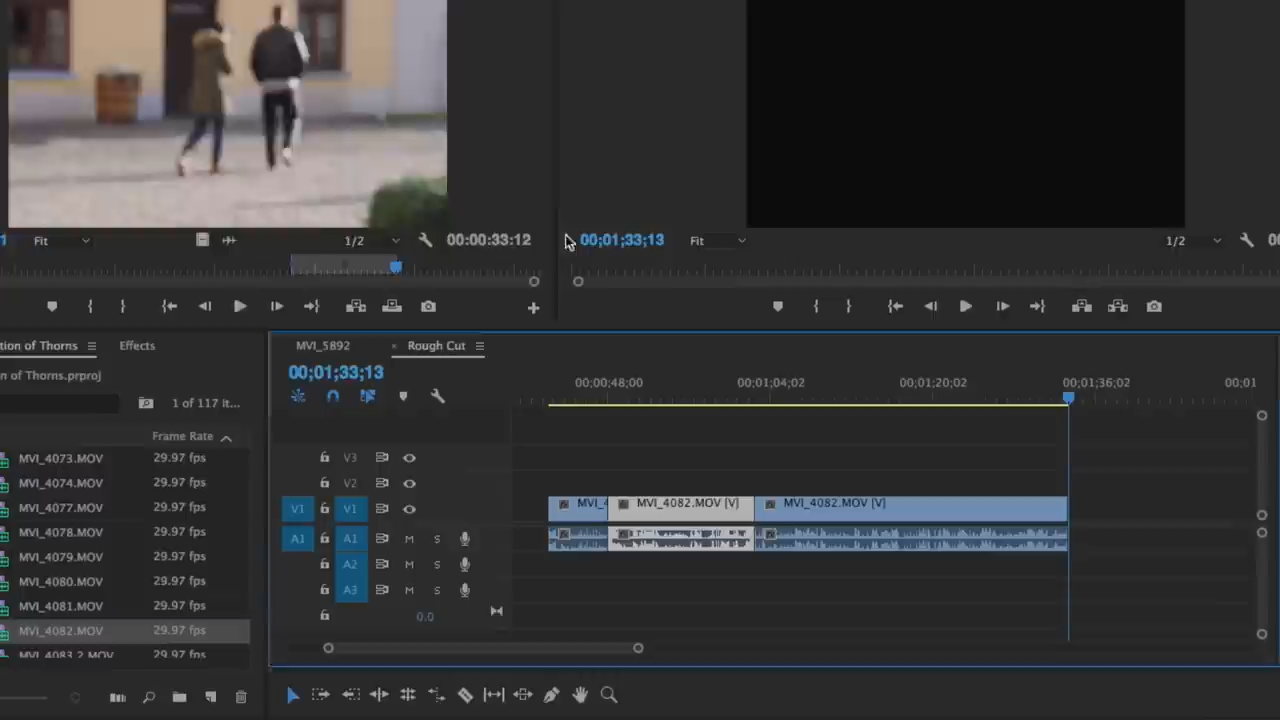 1 Fit 1/2 00:00:33:12 00;01;33;13 Fit 1/2 00
tion of Thorns Effects
n of Thorns.prproj
1 of 117 it...
Frame Rate
MVI_4073.MOV 29.97 fps
MVI_4074.MOV 29.97 fps
MVI_4077.MOV 29.97 fps
MVI_4078.MOV 29.97 fps
MVI_4079.MOV 29.97 fps
MVI_4080.MOV 29.97 fps
MVI_4081.MOV 29.97 fps
MVI_4082.MOV 29.97 fps
MVI_4083 2.MOV 29.97 fps
MVI_5892 × Rough Cut
00;01;33;13
00;00;48;00 00;01;04;02 00;01;20;02 00;01;36;02 00;01
V3
V2
V1 V1 MVI_4 MVI_4082.MOV [V] MVI_4082.MOV [V]
A1 A1 M S
A2 M S
A3 M S
0.0